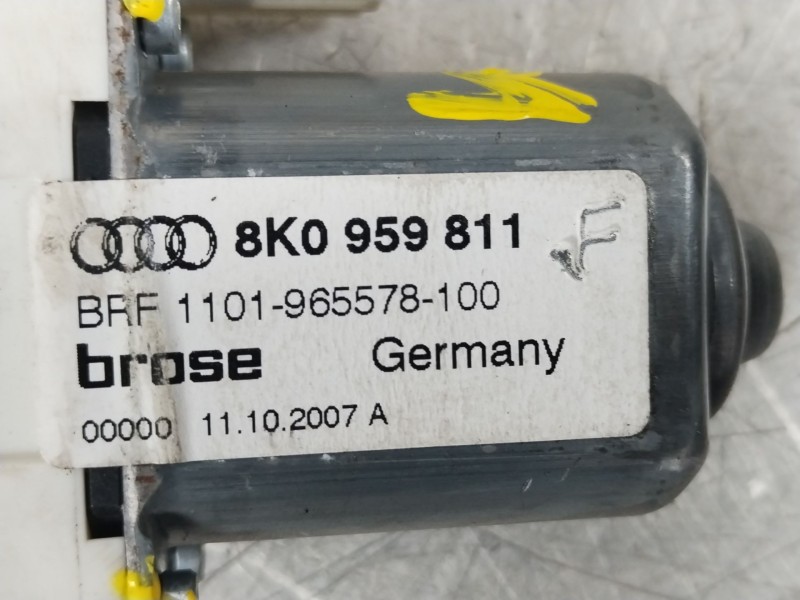 8K0 959 811 F
BRF 1101-965578-100
brose Germany
00000 11.10.2007 A